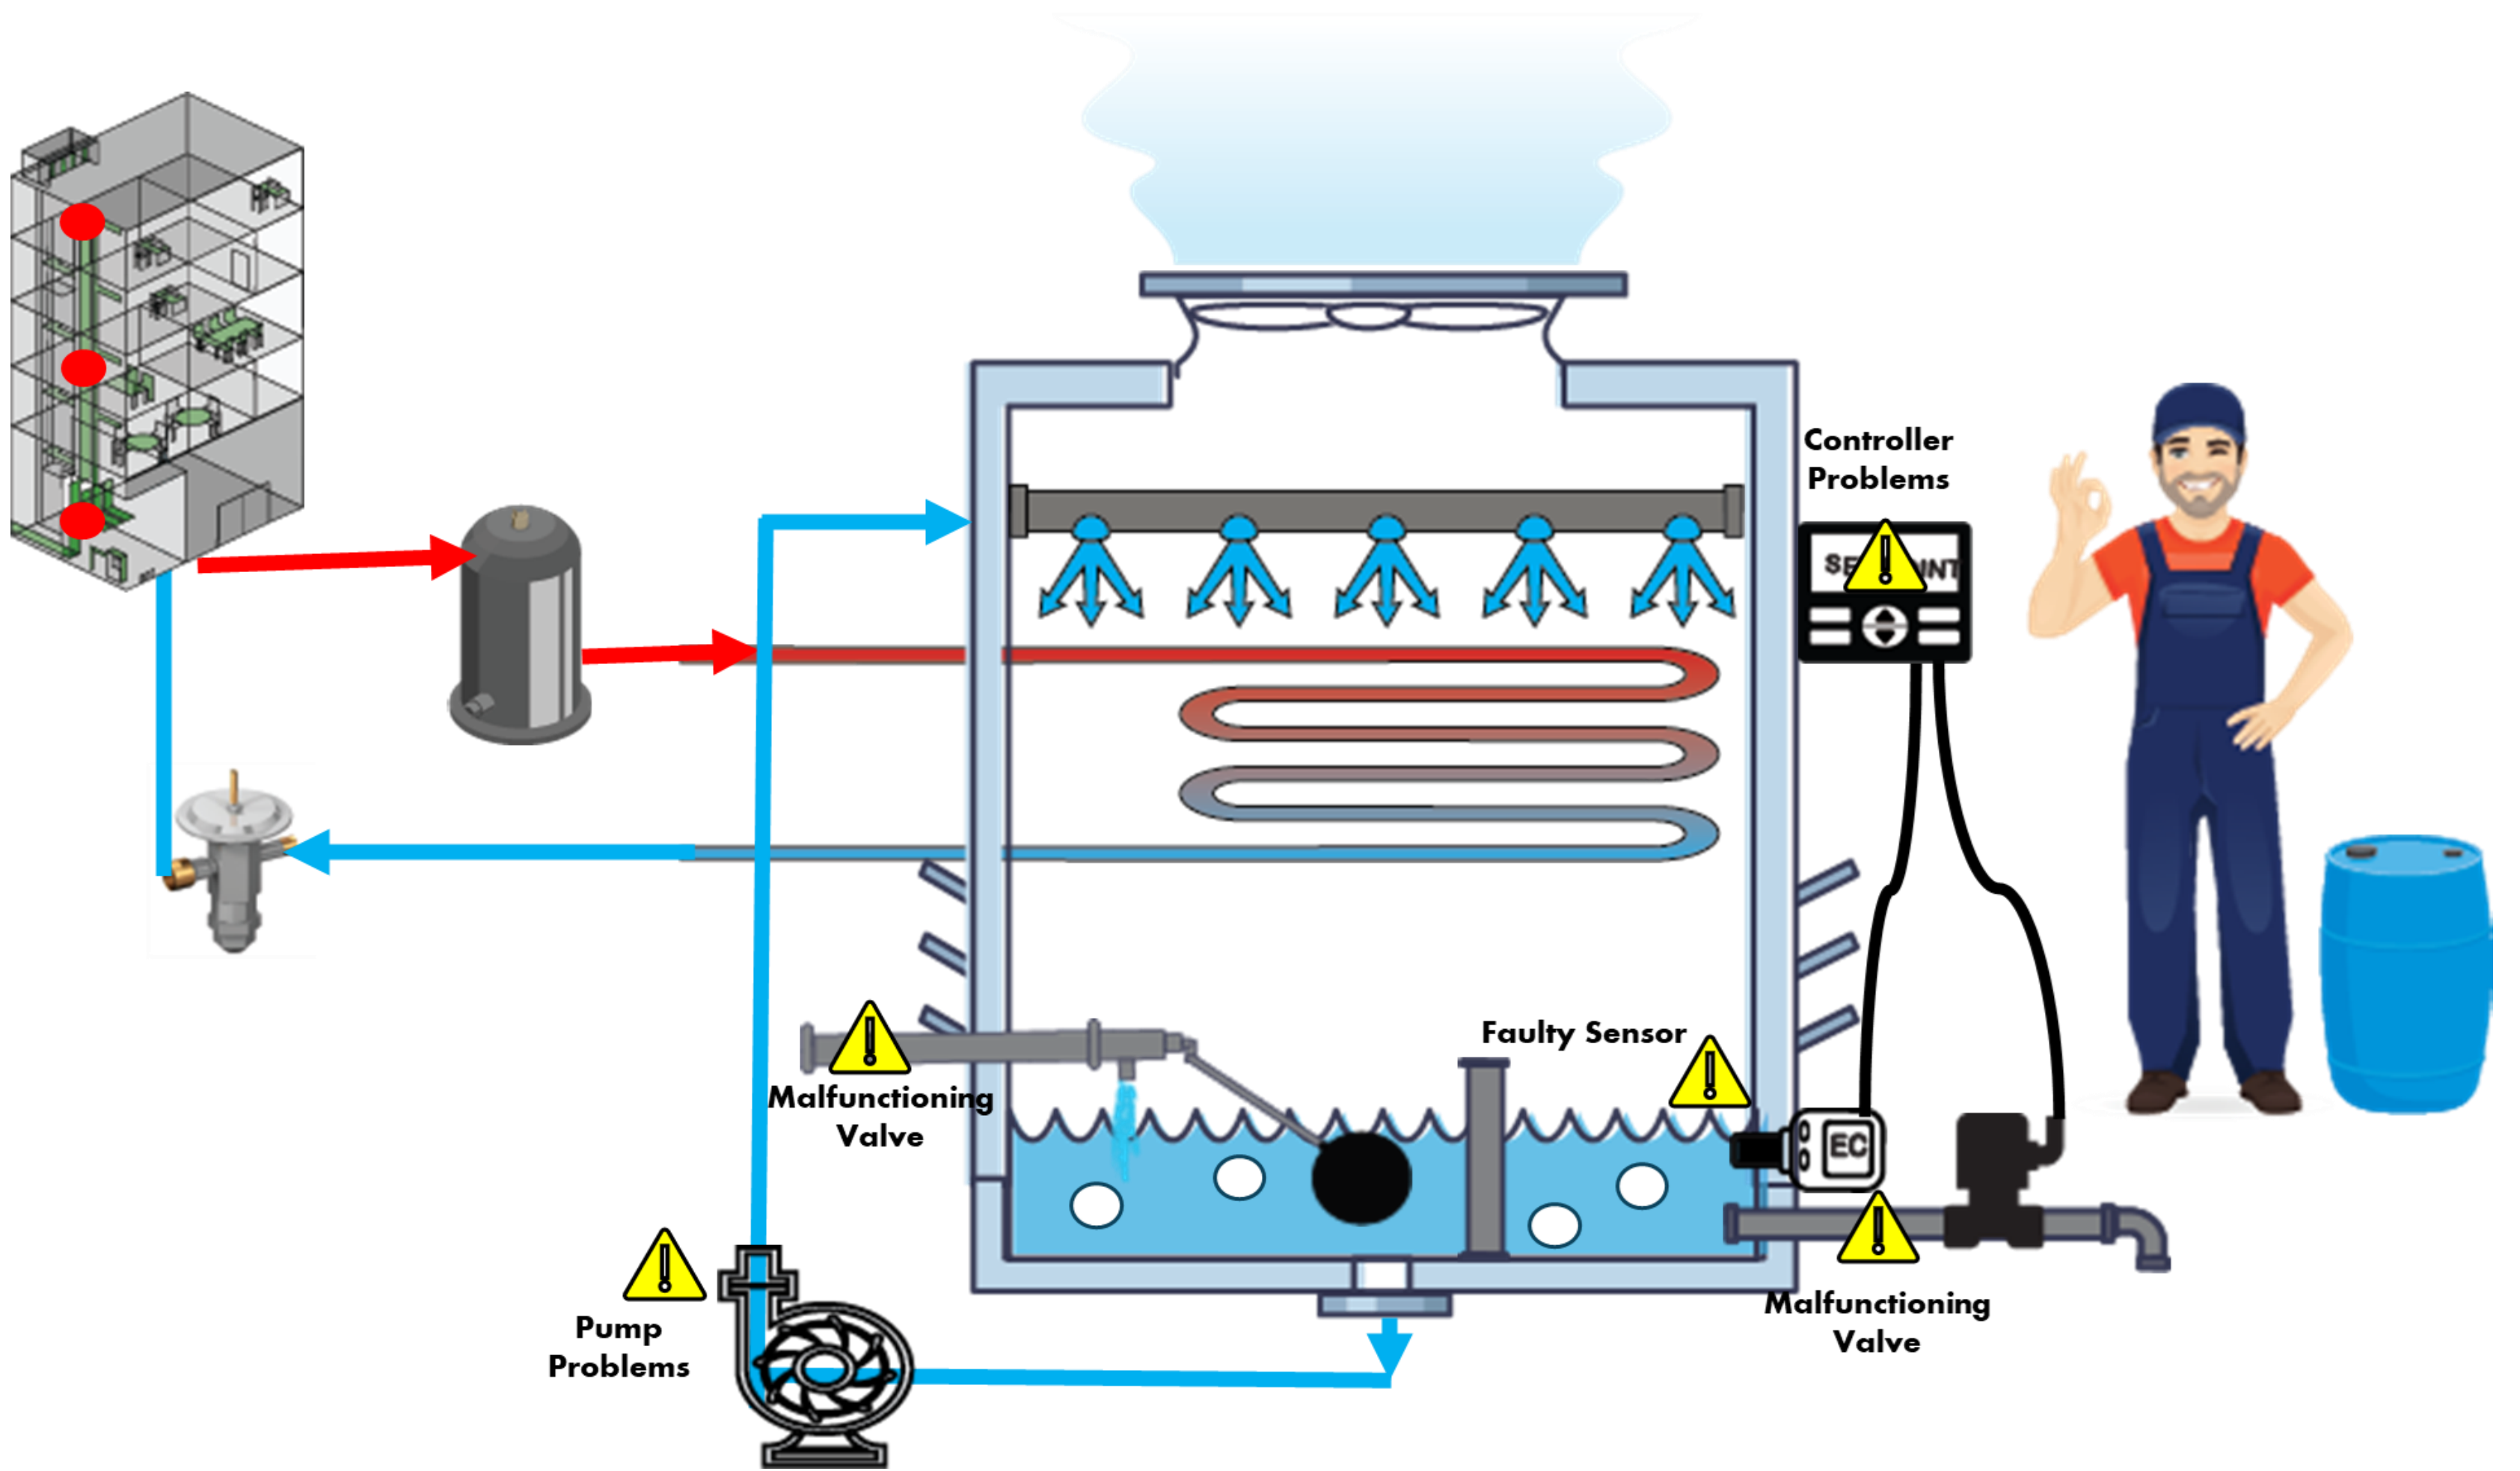 Controller
Problems
Faulty Sensor
Malfunctioning
Valve
EC
Malfunctioning
Valve
Pump
Problems